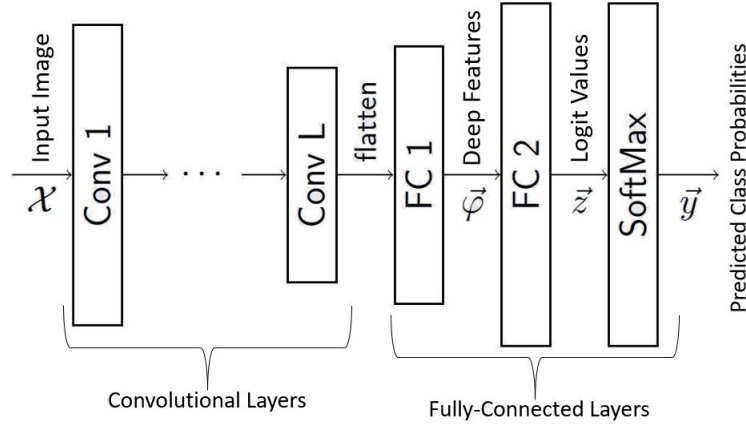 Input Image
𝒳
Conv 1
· · ·
Conv L
flatten
FC 1
Deep Features
φ⃗
FC 2
Logit Values
z⃗
SoftMax
y⃗
Predicted Class Probabilities
Convolutional Layers
Fully-Connected Layers